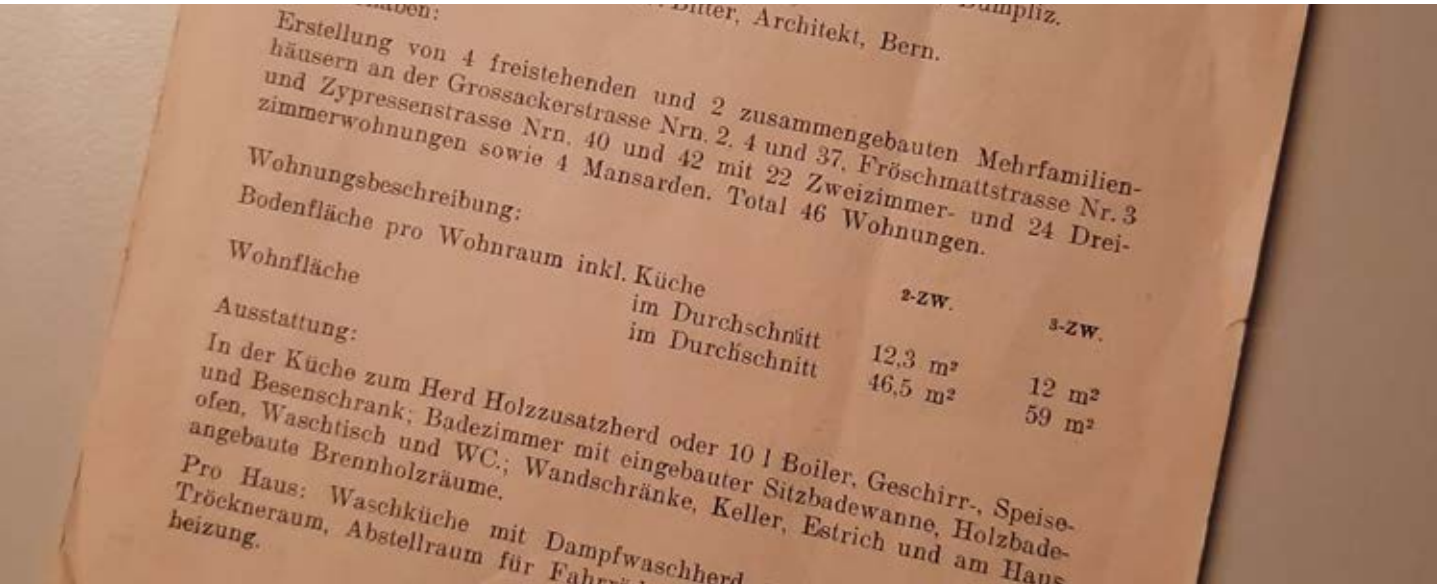 Bümpliz.
Architekt, Bern.
Erstellung von 4 freistehenden und 2 zusammengebauten Mehrfamilien-
häusern an der Grossackerstrasse Nrn. 2, 4 und 37, Fröschmattstrasse Nr. 3
und Zypressenstrasse Nrn. 40 und 42 mit 22 Zweizimmer- und 24 Drei-
zimmerwohnungen sowie 4 Mansarden. Total 46 Wohnungen.
Wohnungsbeschreibung:
2-ZW. 3-ZW.
Bodenfläche pro Wohnraum inkl. Küche
im Durchschnitt 12,3 m² 12 m²
Wohnfläche im Durchschnitt 46,5 m² 59 m²
Ausstattung:
In der Küche zum Herd Holzzusatzherd oder 10 l Boiler, Geschirr-, Speise-
und Besenschrank; Badezimmer mit eingebauter Sitzbadewanne, Holzbade-
ofen, Waschtisch und WC.; Wandschränke, Keller, Estrich und am Haus
angebaute Brennholzräume.
Pro Haus: Waschküche mit Dampfwaschherd
Tröckneraum, Abstellraum für
heizung.